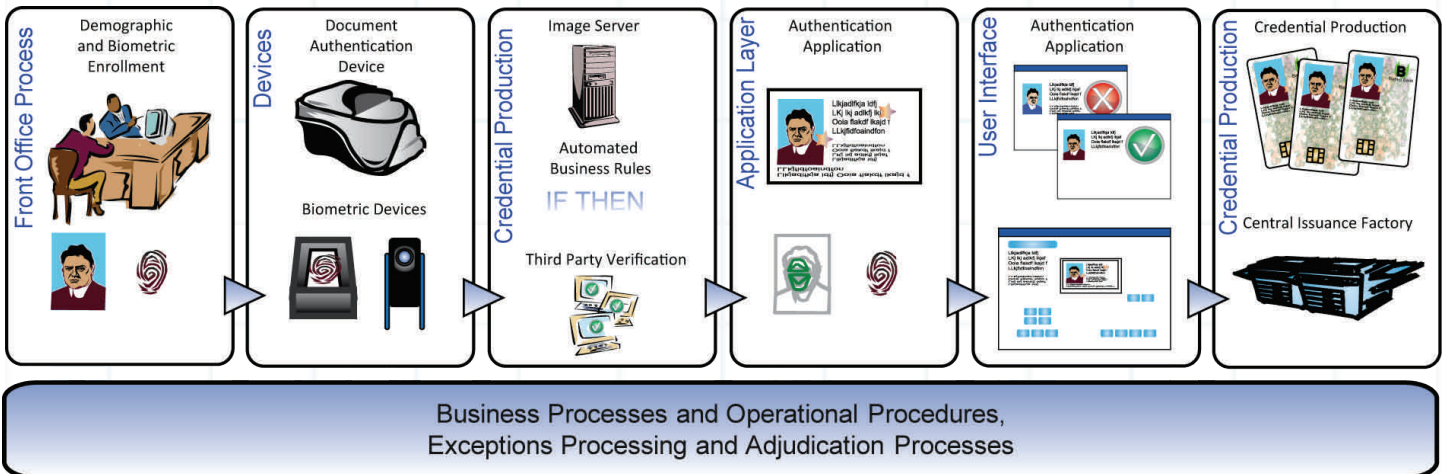 Front Office Process
Demographic
and Biometric
Enrollment
Devices
Document
Authentication
Device
Biometric Devices
Credential Production
Image Server
Automated
Business Rules
IF THEN
Third Party Verification
Application Layer
Authentication
Application
User Interface
Authentication
Application
Credential Production
Credential Production
Central Issuance Factory
Business Processes and Operational Procedures,
Exceptions Processing and Adjudication Processes